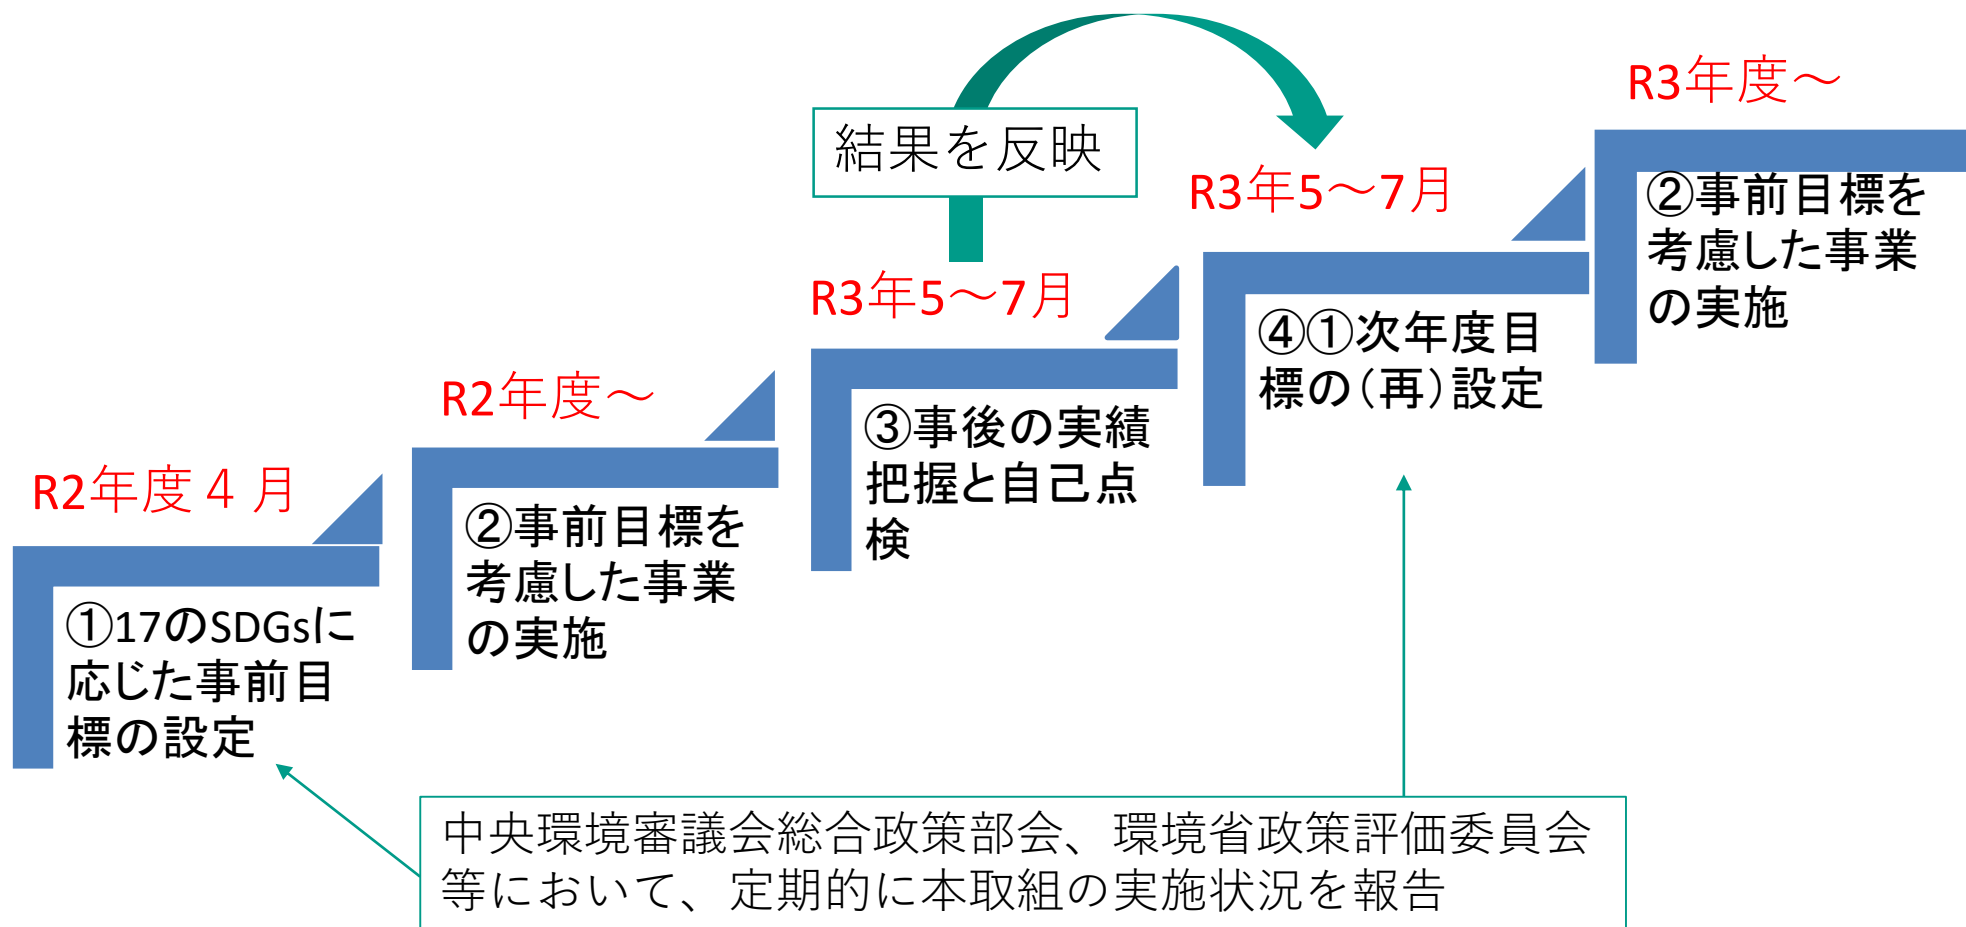 R2年度４月
①17のSDGsに
応じた事前目
標の設定
R2年度～
②事前目標を
考慮した事業
の実施
結果を反映
R3年5～7月
③事後の実績
把握と自己点
検
R3年5～7月
④①次年度目
標の（再）設定
R3年度～
②事前目標を
考慮した事業
の実施
中央環境審議会総合政策部会、環境省政策評価委員会
等において、定期的に本取組の実施状況を報告